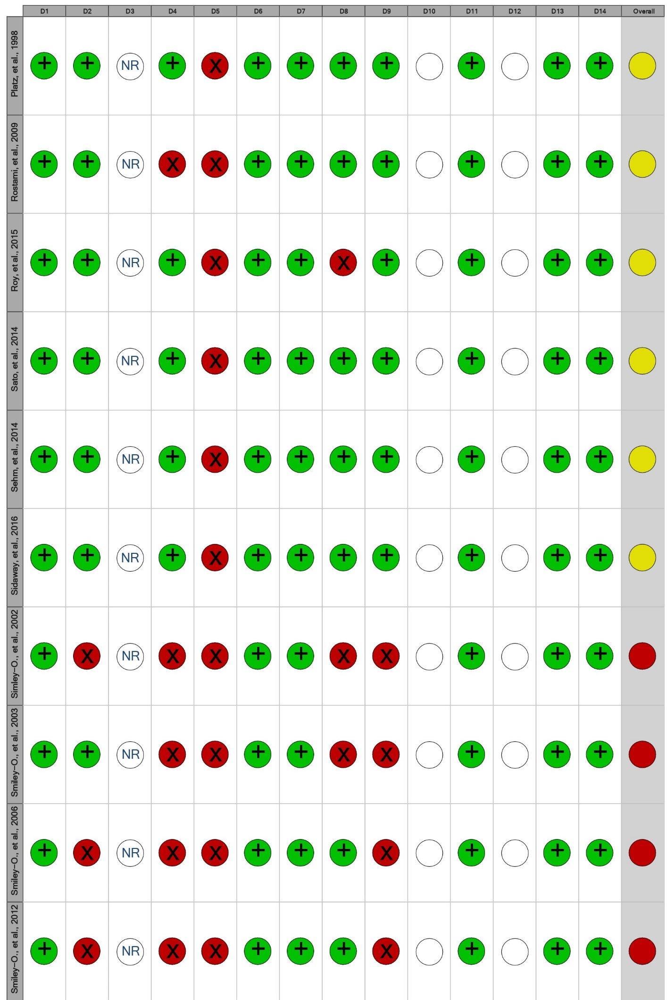 D1 D2 D3 D4 D5 D6 D7 D8 D9 D10 D11 D12 D13 D14 Overall
Platz, et al., 1998 + + NR + X + + + + + + +
Rostami, et al., 2009 + + NR X X + + + + + + +
Roy, et al., 2015 + + NR + X + + X + + + +
Sato, et al., 2014 + + NR + X + + + + + + +
Sehm, et al., 2014 + + NR + X + + + + + + +
Sidaway, et al., 2016 + + NR + X + + + + + + +
Simley–O., et al., 2002 + X NR X X + + X X + + +
Smiley–O., et al., 2003 + + NR X X + + X X + + +
Smiley–O., et al., 2006 + X NR X X + + + X + + +
Smiley–O., et al., 2012 + X NR X X + + + X + + +